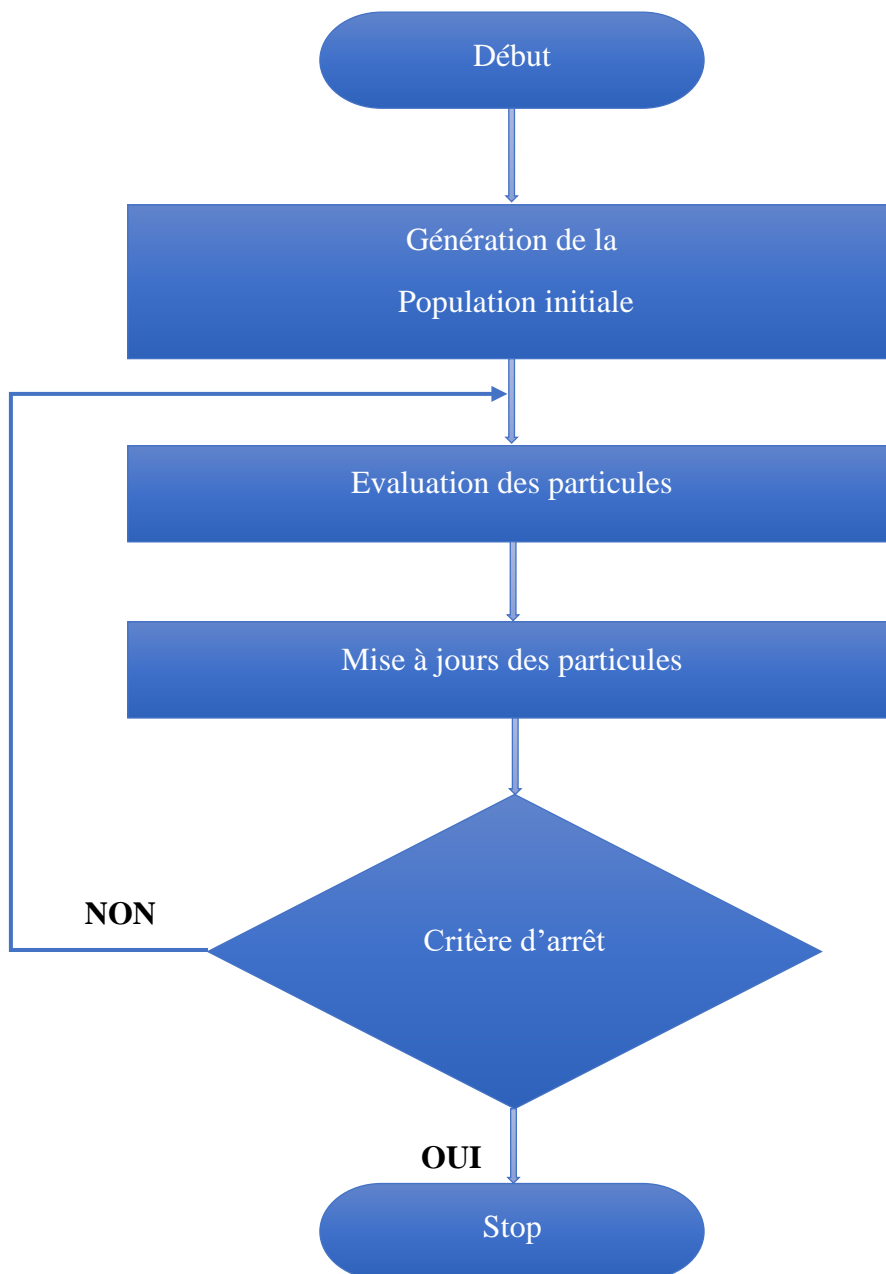 Début
Génération de la
Population initiale
Evaluation des particules
Mise à jours des particules
NON
Critère d’arrêt
OUI
Stop